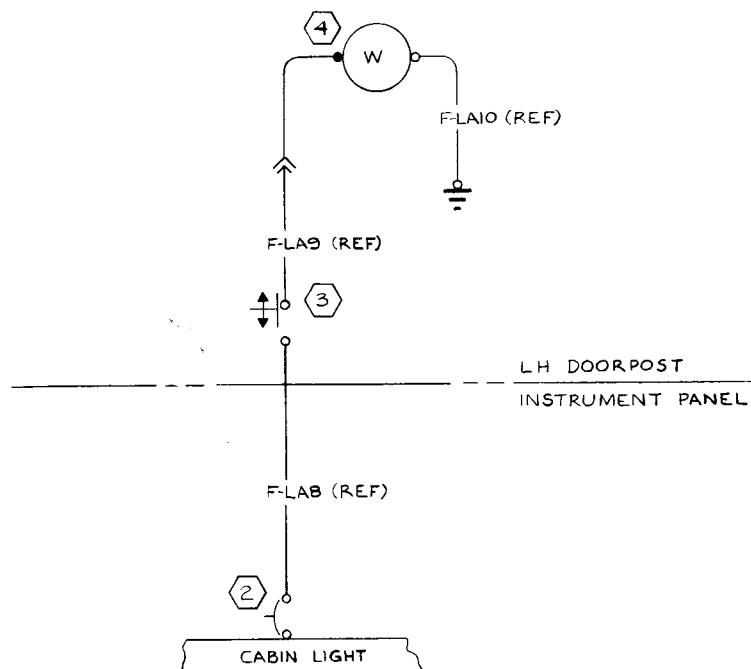 4
W
F-LA10 (REF)
F-LA9 (REF)
3
LH DOORPOST
INSTRUMENT PANEL
F-LA8 (REF)
2
CABIN LIGHT